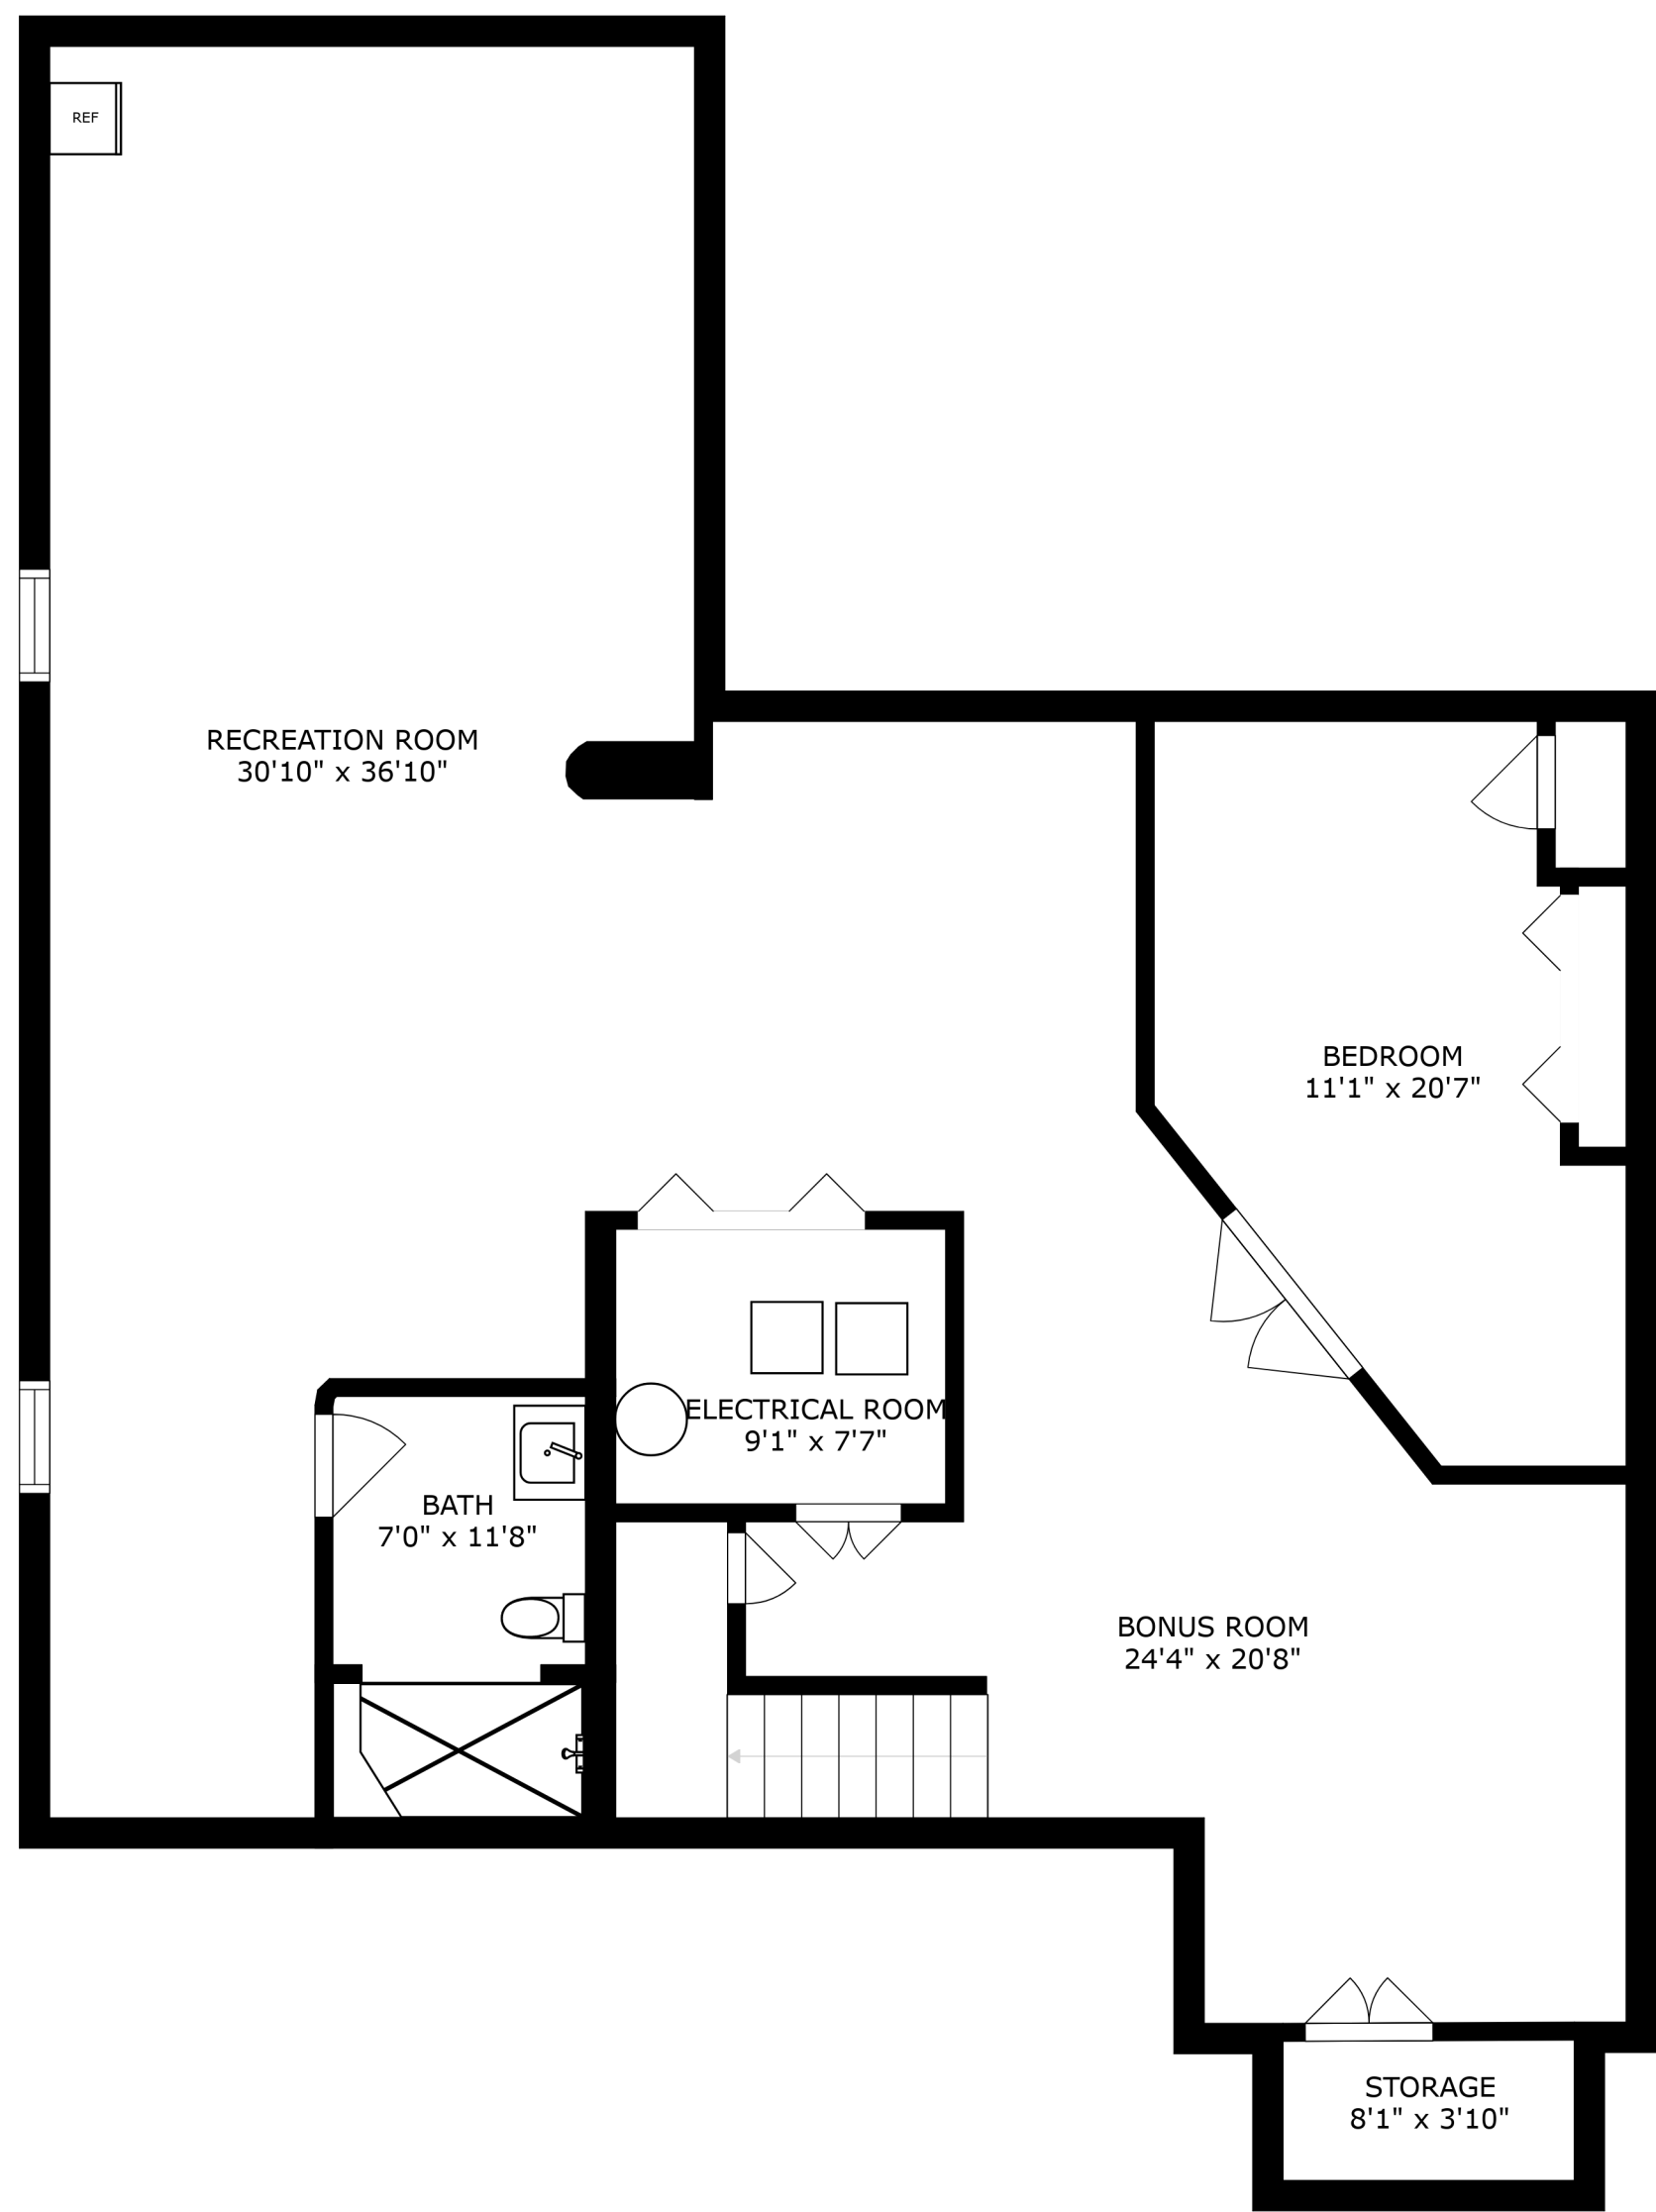 REF
RECREATION ROOM
30'10" x 36'10"
BEDROOM
11'1" x 20'7"
ELECTRICAL ROOM
9'1" x 7'7"
BATH
7'0" x 11'8"
BONUS ROOM
24'4" x 20'8"
STORAGE
8'1" x 3'10"